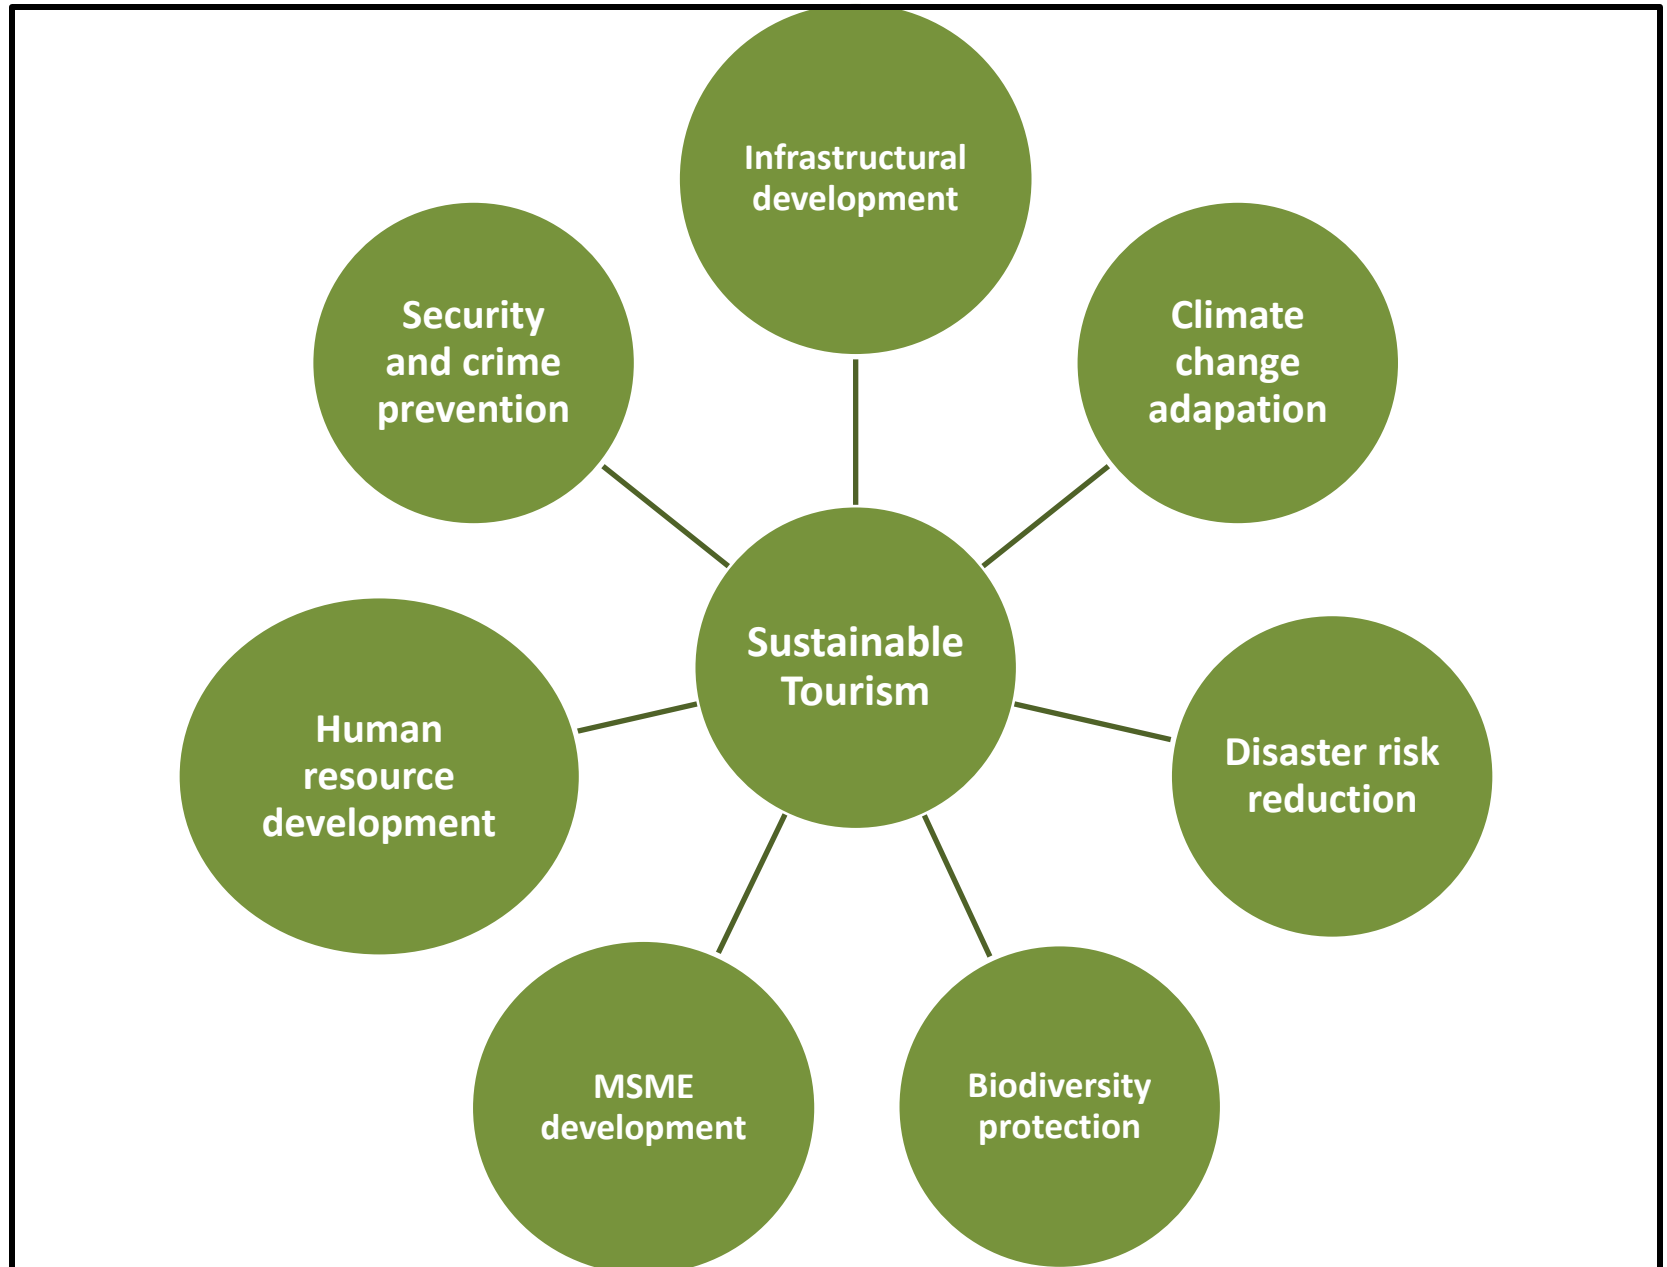 Infrastructural
development
Security
and crime
prevention
Climate
change
adapation
Sustainable
Tourism
Human
resource
development
Disaster risk
reduction
MSME
development
Biodiversity
protection